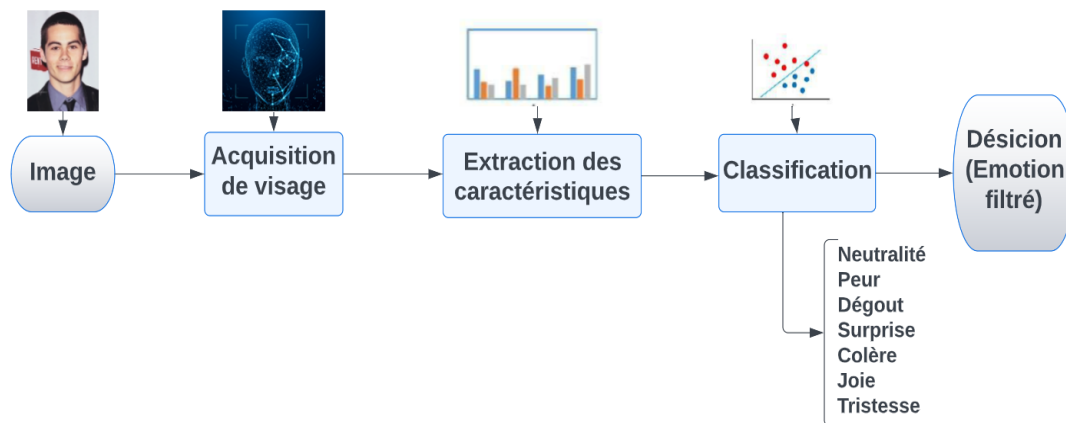 Image
Acquisition
de visage
Extraction des
caractéristiques
Classification
Désicion
(Emotion
filtré)
Neutralité
Peur
Dégout
Surprise
Colère
Joie
Tristesse